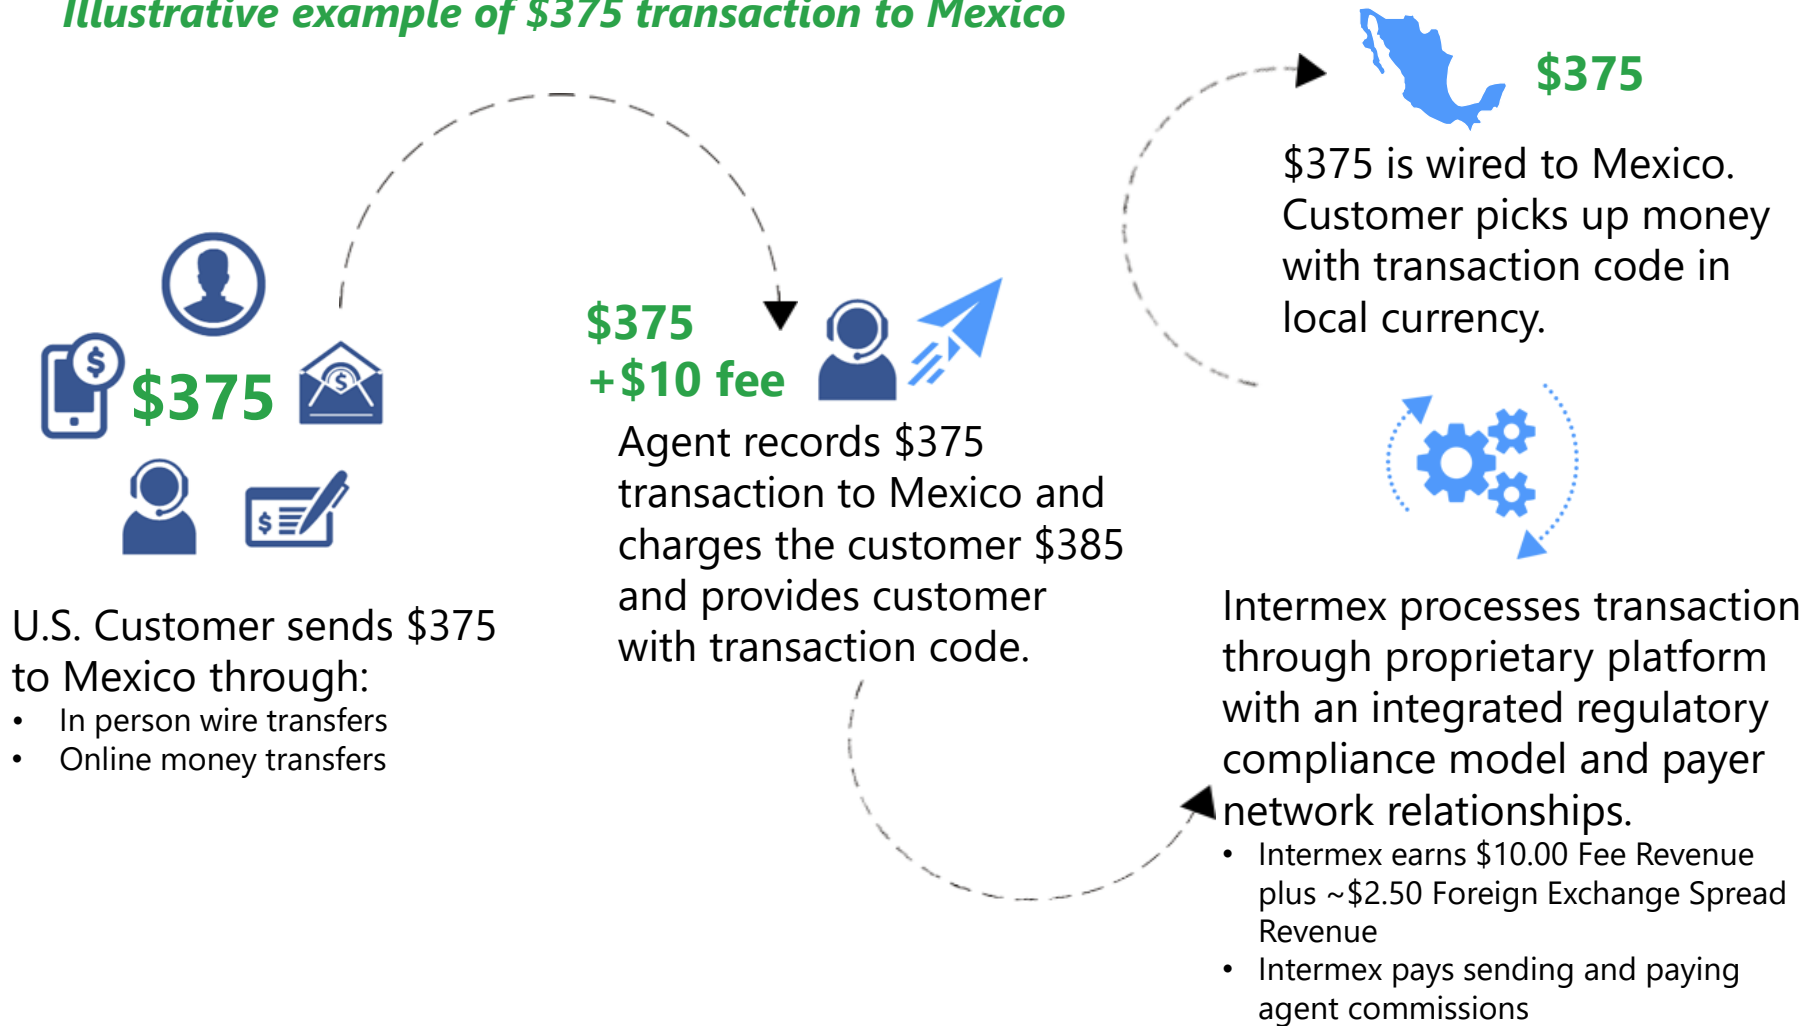 Illustrative example of $375 transaction to Mexico
$375
U.S. Customer sends $375
to Mexico through:
• In person wire transfers
• Online money transfers
$375
+$10 fee
Agent records $375
transaction to Mexico and
charges the customer $385
and provides customer
with transaction code.
$375
$375 is wired to Mexico.
Customer picks up money
with transaction code in
local currency.
Intermex processes transaction
through proprietary platform
with an integrated regulatory
compliance model and payer
network relationships.
• Intermex earns $10.00 Fee Revenue
plus ~$2.50 Foreign Exchange Spread
Revenue
• Intermex pays sending and paying
agent commissions